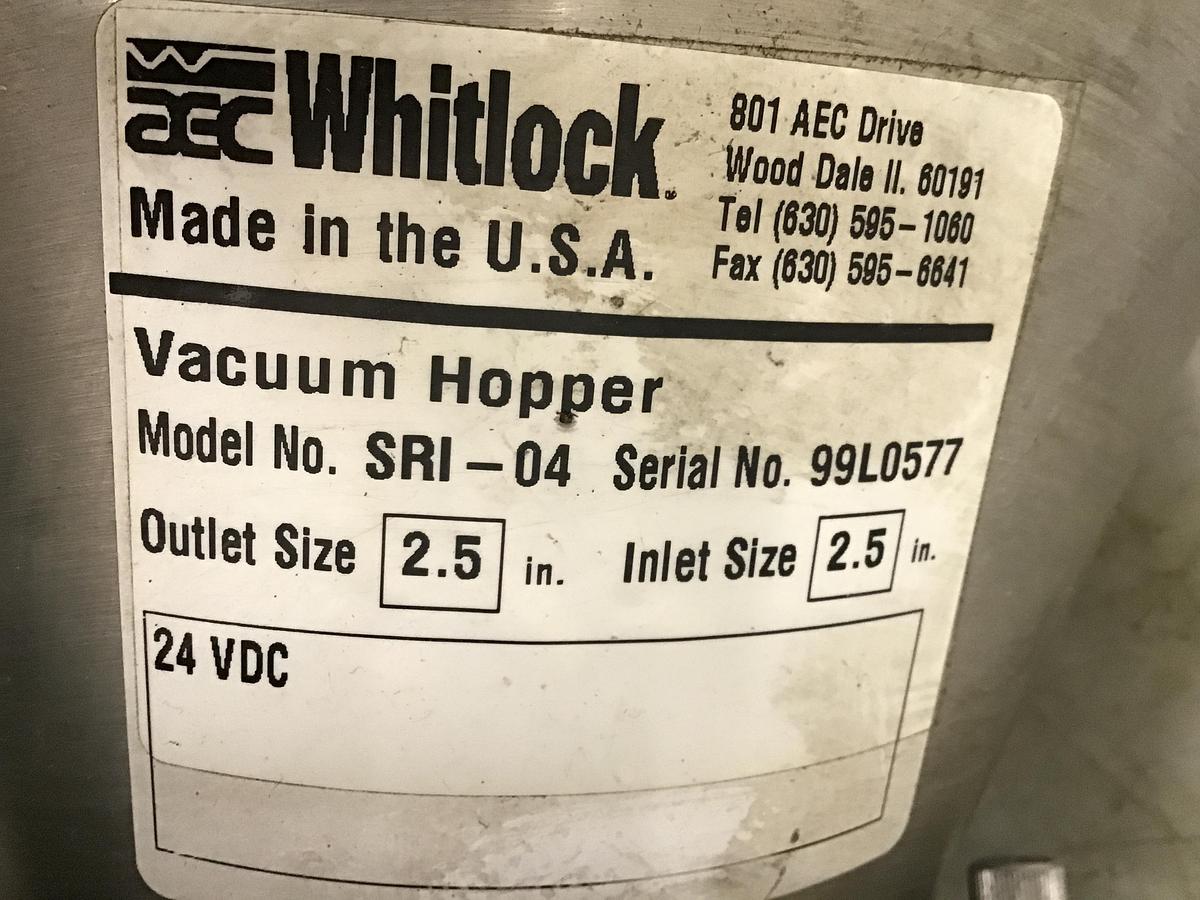 AEC Whitlock
Made in the U.S.A.
801 AEC Drive
Wood Dale Il. 60191
Tel (630) 595-1060
Fax (630) 595-6641
Vacuum Hopper
Model No. SRI-04 Serial No. 99L0577
Outlet Size 2.5 in. Inlet Size 2.5 in.
24 VDC